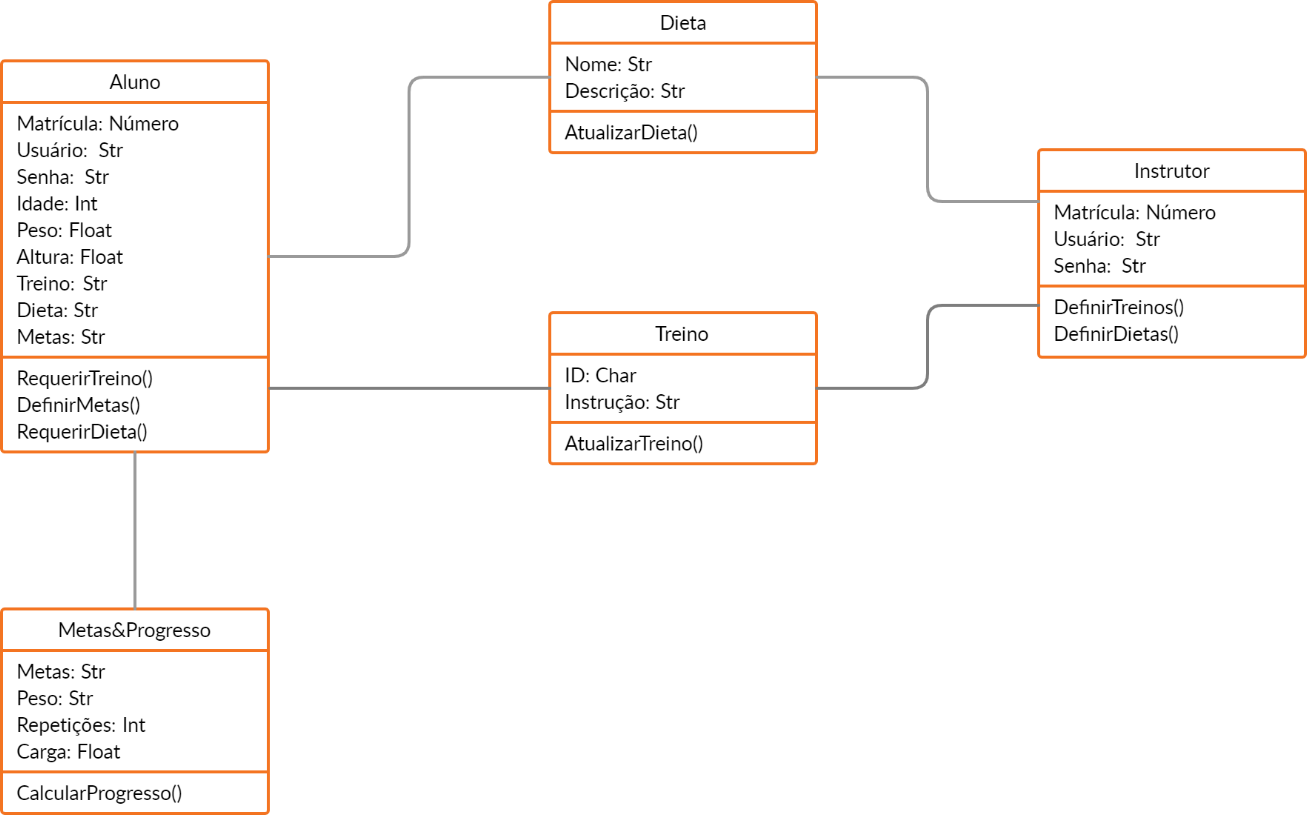 Aluno
Matrícula: Número
Usuário:  Str
Senha:  Str
Idade: Int
Peso: Float
Altura: Float
Treino:  Str
Dieta: Str
Metas: Str
RequerirTreino()
DefinirMetas()
RequerirDieta()
Dieta
Nome: Str
Descrição: Str
AtualizarDieta()
Treino
ID: Char
Instrução: Str
AtualizarTreino()
Instrutor
Matrícula: Número
Usuário:  Str
Senha:  Str
DefinirTreinos()
DefinirDietas()
Metas&Progresso
Metas: Str
Peso: Str
Repetições: Int
Carga: Float
CalcularProgresso()